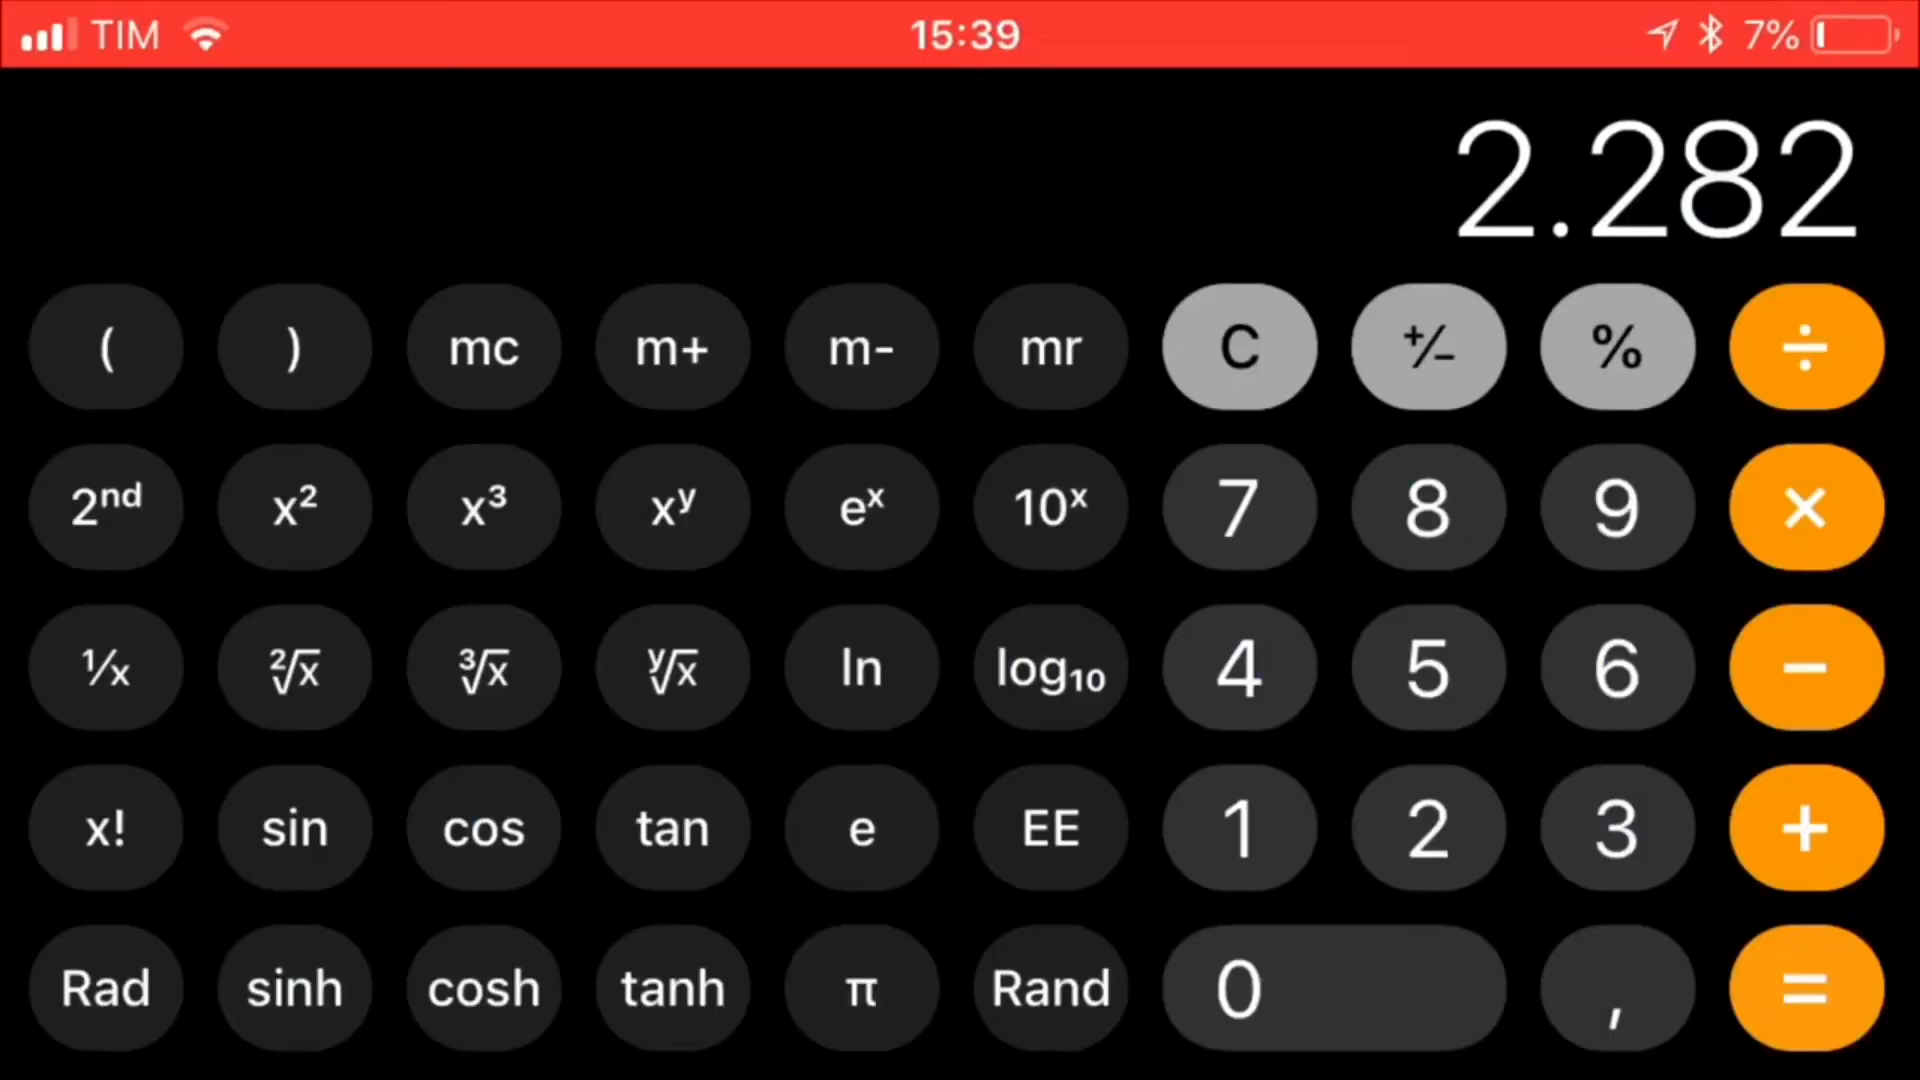 TIM 15:39 7%
2.282
( ) mc m+ m- mr C +/- % ÷
2nd x² x³ xʸ eˣ 10ˣ 7 8 9 ×
1/x ²√x ³√x ʸ√x ln log₁₀ 4 5 6 −
x! sin cos tan e EE 1 2 3 +
Rad sinh cosh tanh π Rand 0 , =